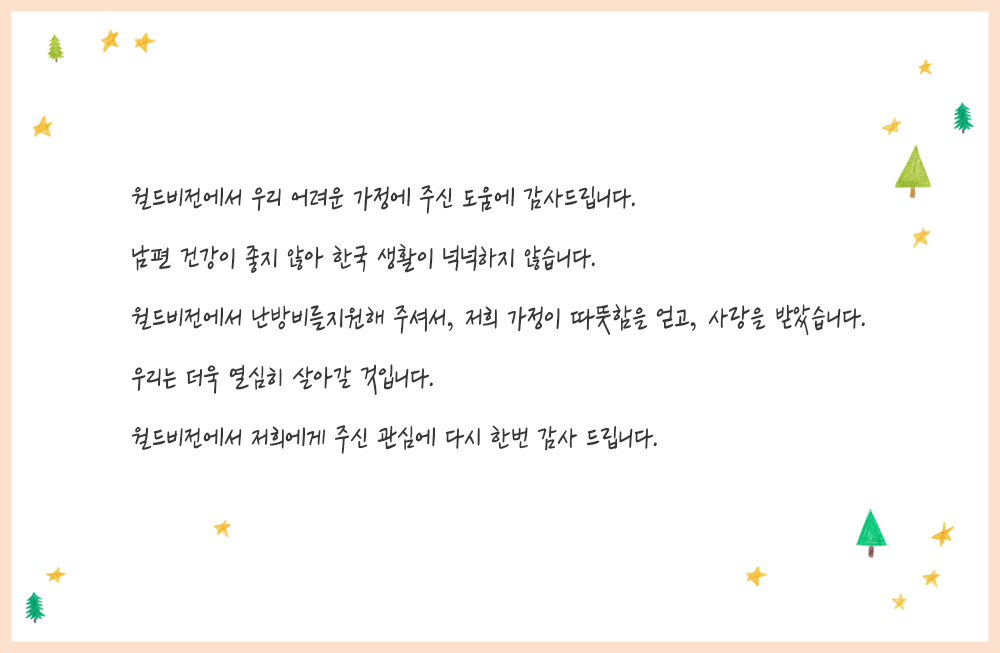 월드비전에서 우리 어려운 가정에 주신 도움에 감사드립니다.
남편 건강이 좋지 않아 한국 생활이 넉넉하지 않습니다.
월드비전에서 난방비를지원해 주셔서, 저희 가정이 따뜻함을 얻고, 사랑을 받았습니다.
우리는 더욱 열심히 살아갈 것입니다.
월드비전에서 저희에게 주신 관심에 다시 한번 감사 드립니다.